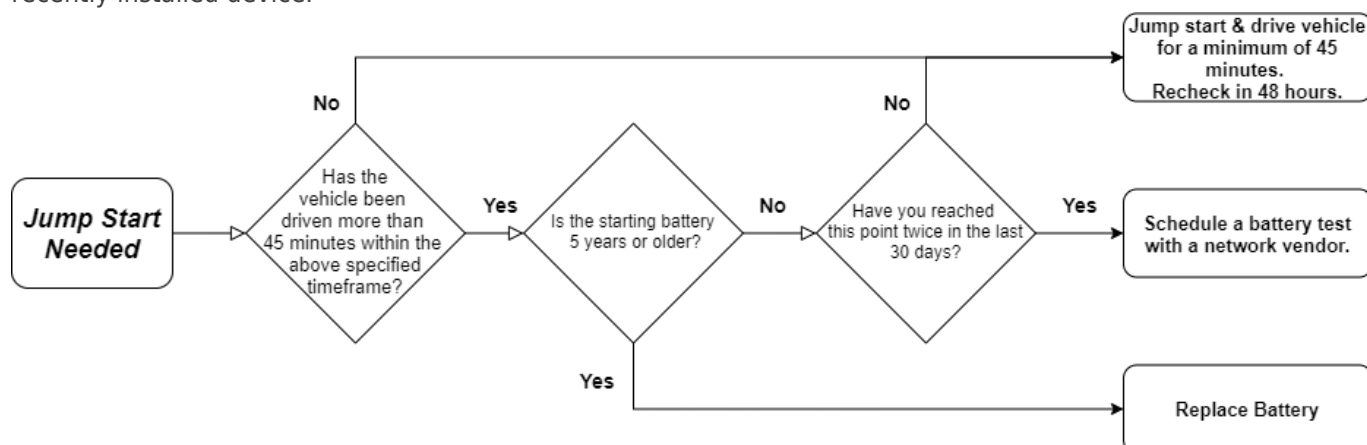 recently installed device.
Jump start & drive vehicle
for a minimum of 45
minutes.
Recheck in 48 hours.
No
No
Jump Start
Needed
Has the
vehicle been
driven more than
45 minutes within the
above specified
timeframe?
Yes
Is the starting battery
5 years or older?
No
Have you reached
this point twice in the last
30 days?
Yes
Schedule a battery test
with a network vendor.
Yes
Replace Battery